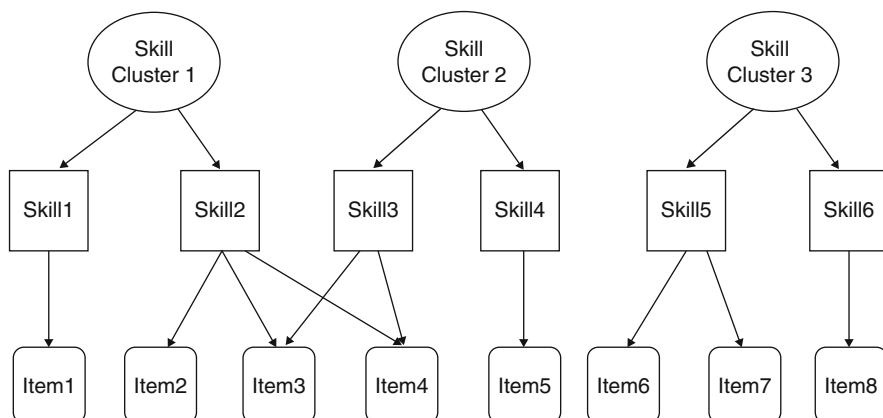 Skill
Cluster 1
Skill
Cluster 2
Skill
Cluster 3
Skill1
Skill2
Skill3
Skill4
Skill5
Skill6
Item1
Item2
Item3
Item4
Item5
Item6
Item7
Item8